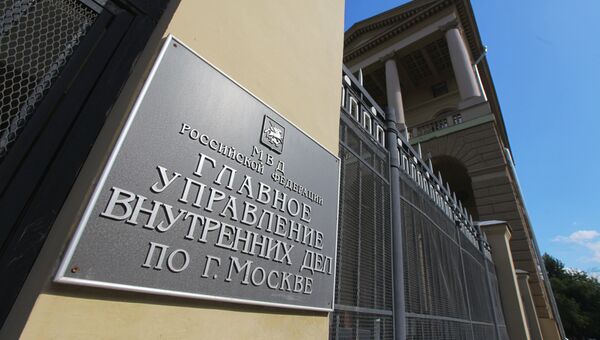 МВД
РОССИЙСКОЙ ФЕДЕРАЦИИ
ГЛАВНОЕ
УПРАВЛЕНИЕ
ВНУТРЕННИХ ДЕЛ
ПО Г. МОСКВЕ